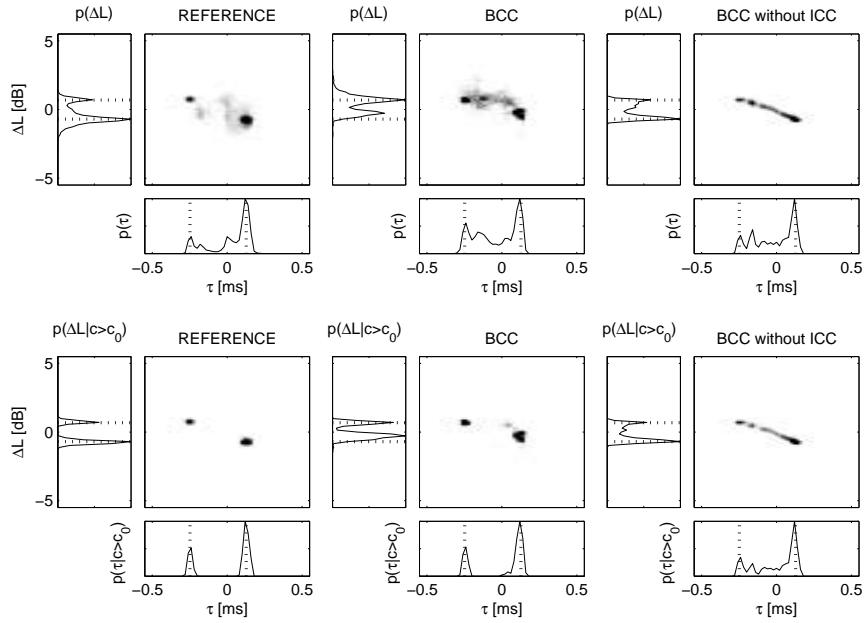 p(ΔL) REFERENCE p(ΔL) BCC p(ΔL) BCC without ICC
5
0
−5
ΔL [dB]
p(τ) p(τ) p(τ)
−0.5 0 0.5 −0.5 0 0.5 −0.5 0 0.5
τ [ms] τ [ms] τ [ms]
p(ΔL|c>c₀) REFERENCE p(ΔL|c>c₀) BCC p(ΔL|c>c₀) BCC without ICC
5
0
−5
ΔL [dB]
p(τ|c>c₀) p(τ|c>c₀) p(τ|c>c₀)
−0.5 0 0.5 −0.5 0 0.5 −0.5 0 0.5
τ [ms] τ [ms] τ [ms]